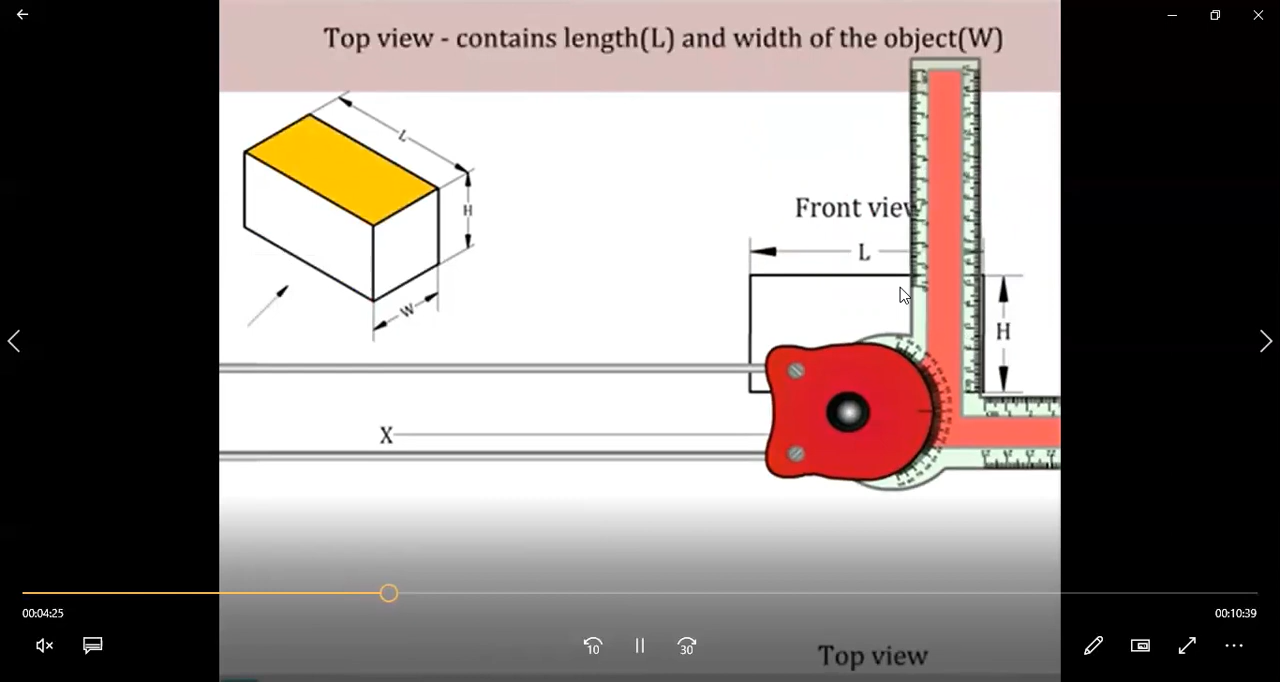 Top view - contains length(L) and width of the object(W)
L
H
W
Front view
L
H
X
Top view
00:04:25
00:10:39
10
30